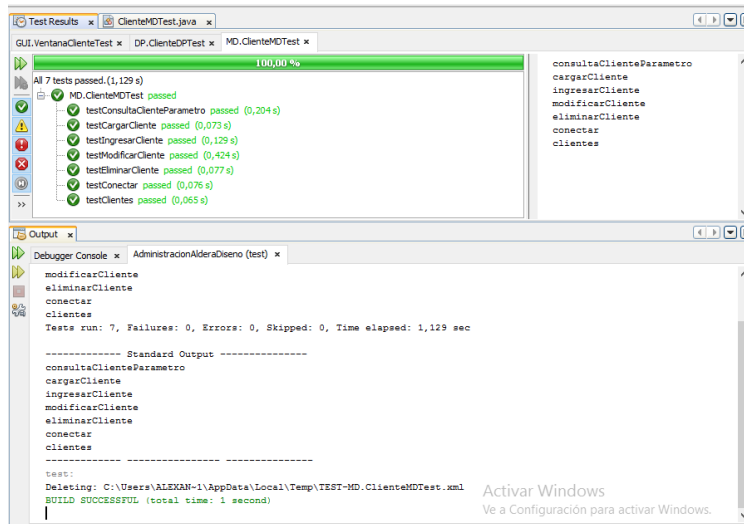 Test Results × ClienteMDTest.java ×
GUI.VentanaClienteTest × DP.ClienteDPTest × MD.ClienteMDTest ×
100,00 %
All 7 tests passed.(1,129 s)
MD.ClienteMDTest passed
testConsultaClienteParametro passed (0,204 s)
testCargarCliente passed (0,073 s)
testIngresarCliente passed (0,129 s)
testModificarCliente passed (0,424 s)
testEliminarCliente passed (0,077 s)
testConectar passed (0,076 s)
testClientes passed (0,065 s)
>>
consultaClienteParametro
cargarCliente
ingresarCliente
modificarCliente
eliminarCliente
conectar
clientes
Output ×
Debugger Console × AdministracionAlderaDiseno (test) ×
modificarCliente
eliminarCliente
conectar
clientes
Tests run: 7, Failures: 0, Errors: 0, Skipped: 0, Time elapsed: 1,129 sec
------------- Standard Output ---------------
consultaClienteParametro
cargarCliente
ingresarCliente
modificarCliente
eliminarCliente
conectar
clientes
------------- ---------------- ---------------
test:
Deleting: C:\Users\ALEXAN~1\AppData\Local\Temp\TEST-MD.ClienteMDTest.xml
BUILD SUCCESSFUL (total time: 1 second)
Activar Windows
Ve a Configuración para activar Windows.